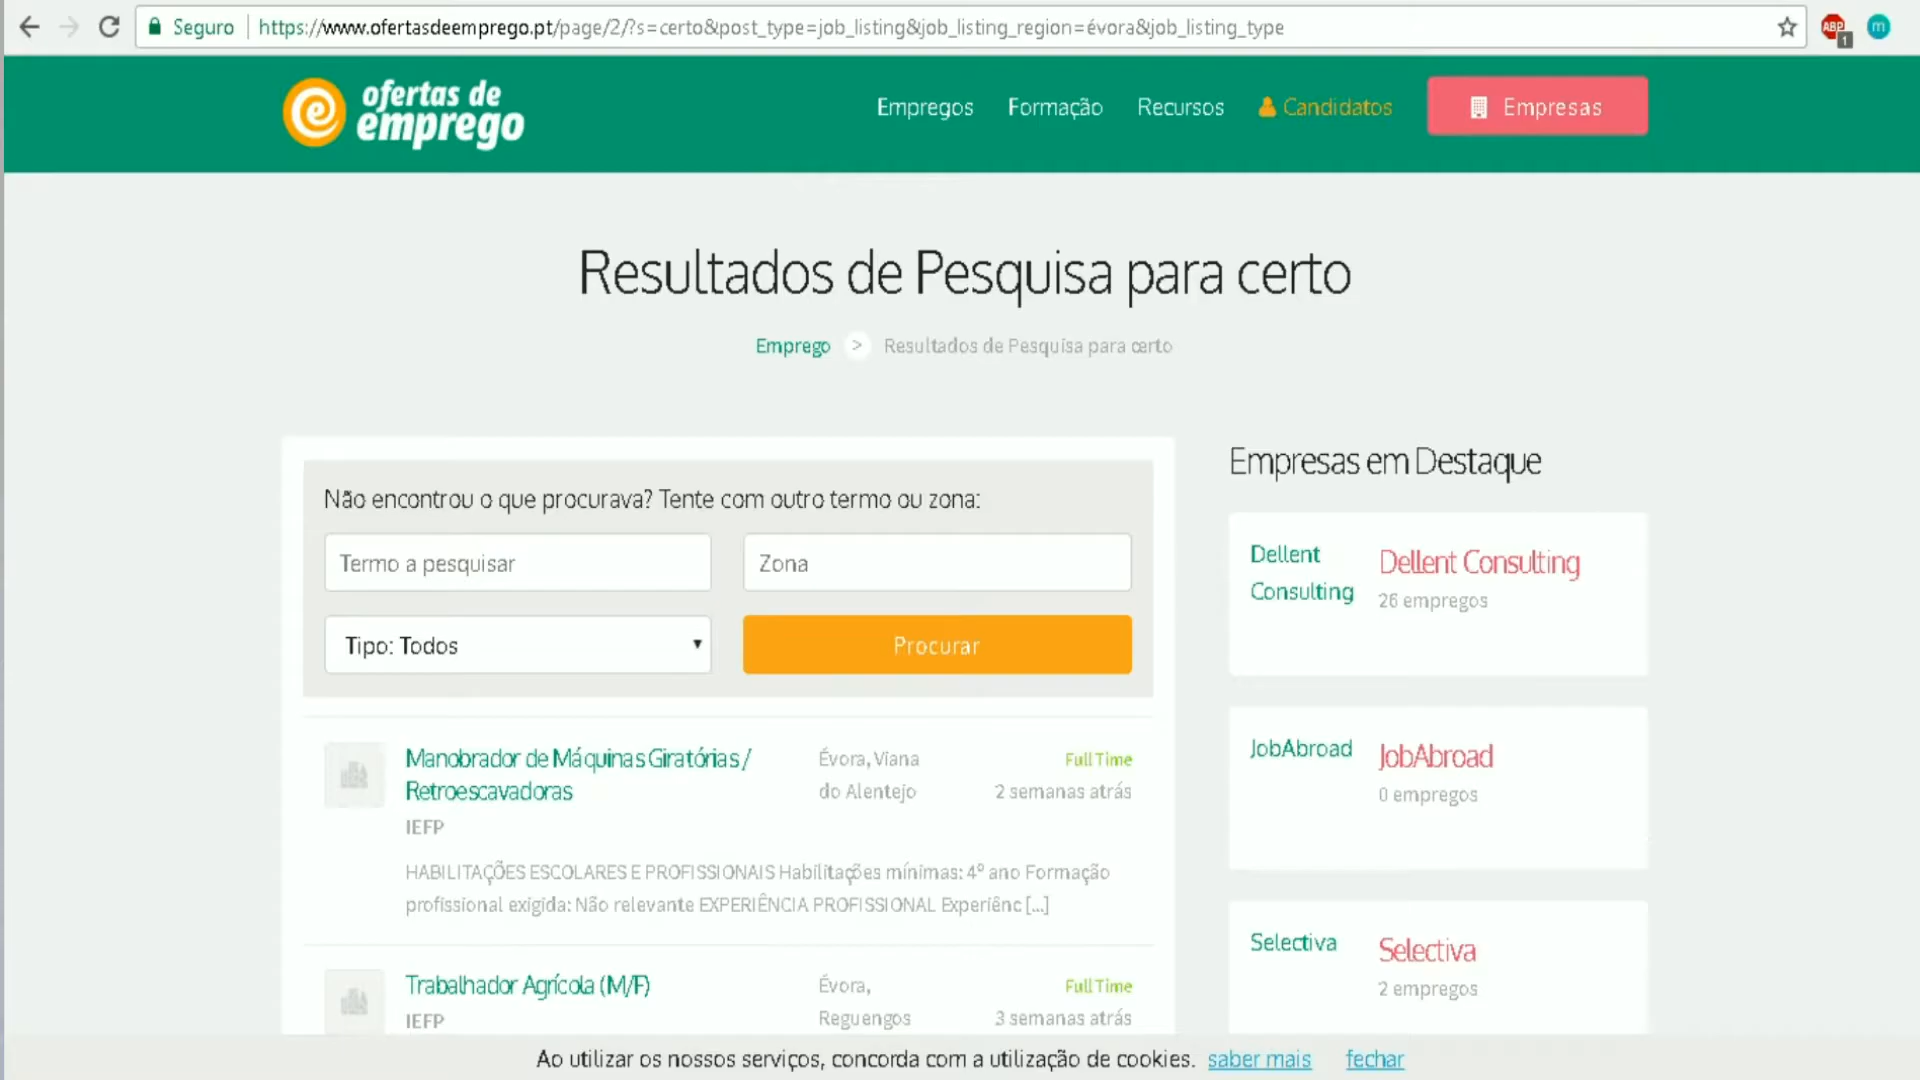 Seguro https://www.ofertasdeemprego.pt/page/2/?s=certo&post_type=job_listing&job_listing_region=évora&job_listing_type
ABP 1 m
ofertas de
emprego
Empregos Formação Recursos Candidatos Empresas
Resultados de Pesquisa para certo
Emprego > Resultados de Pesquisa para certo
Não encontrou o que procurava? Tente com outro termo ou zona:
Termo a pesquisar Zona
Tipo: Todos Procurar
Manobrador de Máquinas Giratórias /
Retroescavadoras
IEFP
Évora, Viana
do Alentejo
Full Time
2 semanas atrás
HABILITAÇÕES ESCOLARES E PROFISSIONAIS Habilitações mínimas: 4º ano Formação
profissional exigida: Não relevante EXPERIÊNCIA PROFISSIONAL Experiênc [...]
Trabalhador Agrícola (M/F)
IEFP
Évora,
Reguengos
Full Time
3 semanas atrás
Empresas em Destaque
Dellent
Consulting
Dellent Consulting
26 empregos
JobAbroad
JobAbroad
0 empregos
Selectiva
Selectiva
2 empregos
Ao utilizar os nossos serviços, concorda com a utilização de cookies. saber mais fechar